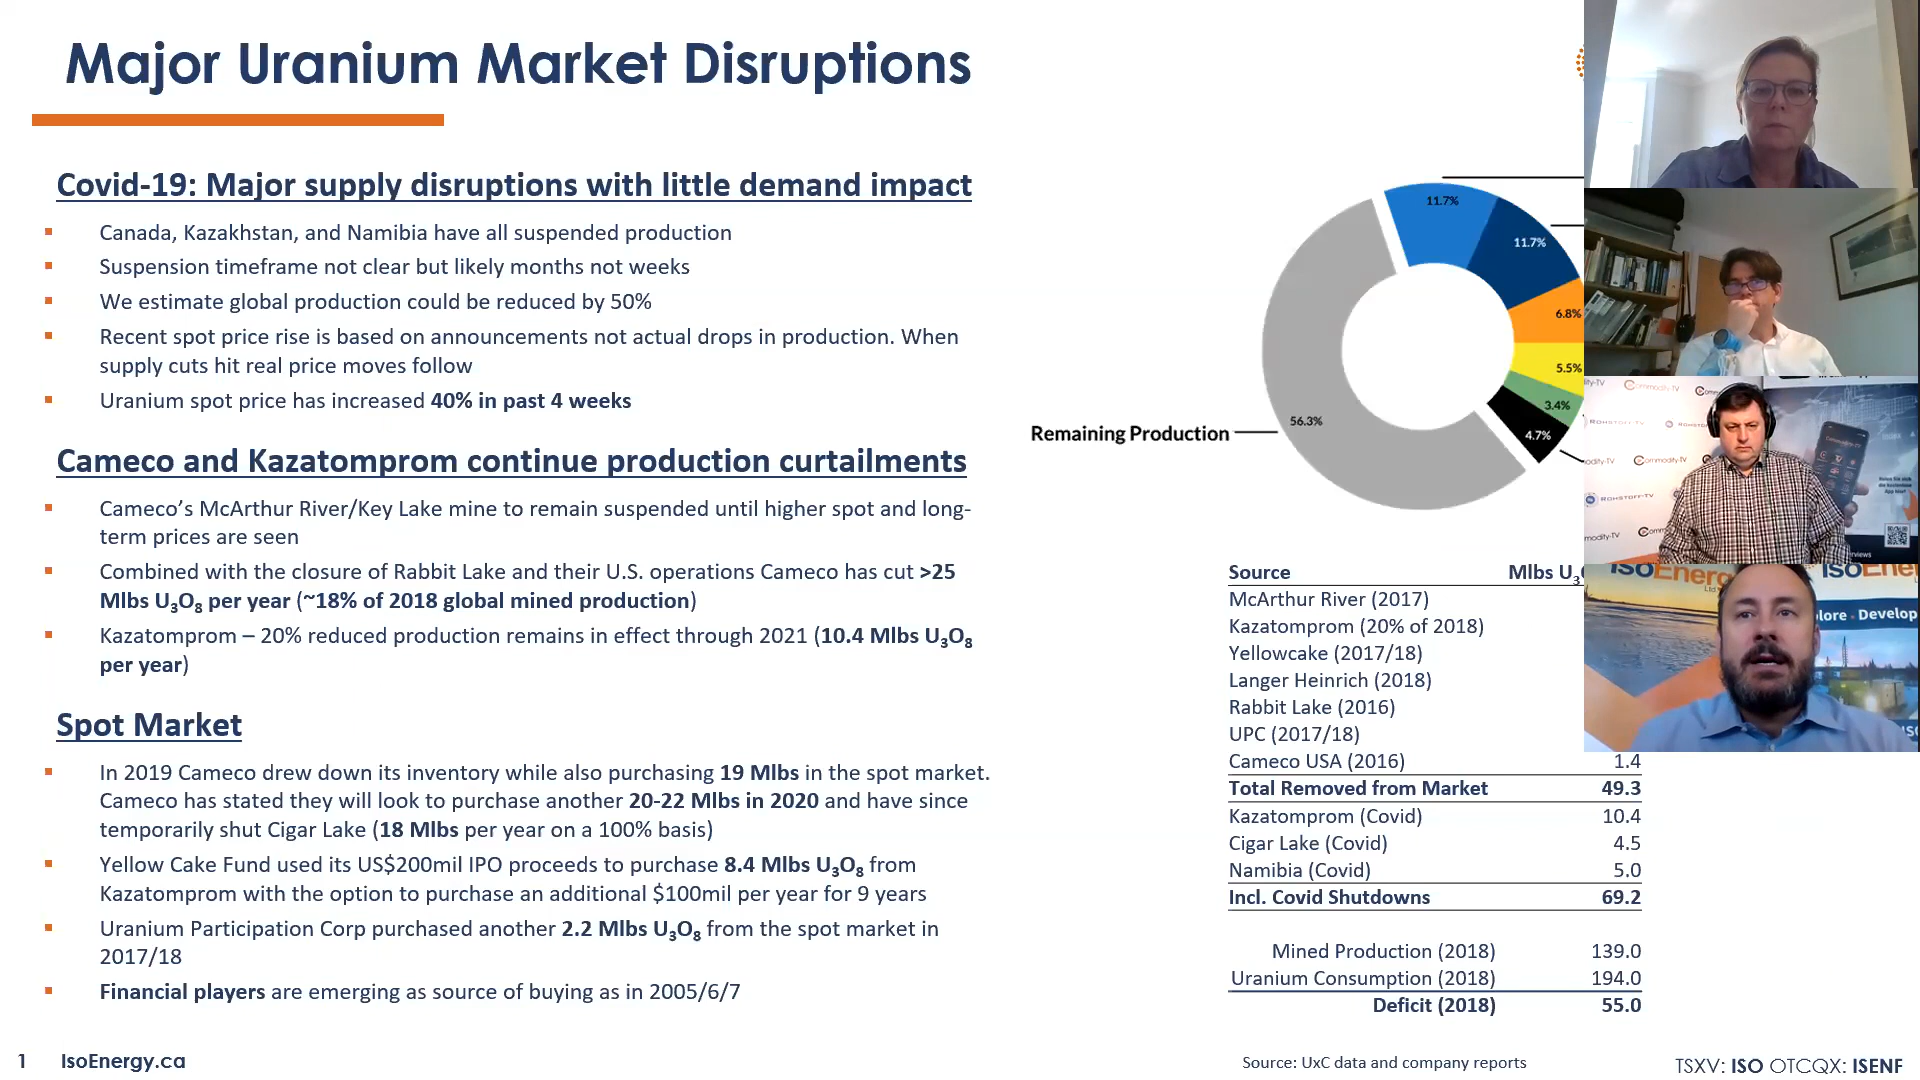 Major Uranium Market Disruptions
Covid-19: Major supply disruptions with little demand impact
▪ Canada, Kazakhstan, and Namibia have all suspended production
▪ Suspension timeframe not clear but likely months not weeks
▪ We estimate global production could be reduced by 50%
▪ Recent spot price rise is based on announcements not actual drops in production. When
supply cuts hit real price moves follow
▪ Uranium spot price has increased 40% in past 4 weeks
Cameco and Kazatomprom continue production curtailments
▪ Cameco’s McArthur River/Key Lake mine to remain suspended until higher spot and long-
term prices are seen
▪ Combined with the closure of Rabbit Lake and their U.S. operations Cameco has cut >25
Mlbs U₃O₈ per year (~18% of 2018 global mined production)
▪ Kazatomprom – 20% reduced production remains in effect through 2021 (10.4 Mlbs U₃O₈
per year)
Spot Market
▪ In 2019 Cameco drew down its inventory while also purchasing 19 Mlbs in the spot market.
Cameco has stated they will look to purchase another 20-22 Mlbs in 2020 and have since
temporarily shut Cigar Lake (18 Mlbs per year on a 100% basis)
▪ Yellow Cake Fund used its US$200mil IPO proceeds to purchase 8.4 Mlbs U₃O₈ from
Kazatomprom with the option to purchase an additional $100mil per year for 9 years
▪ Uranium Participation Corp purchased another 2.2 Mlbs U₃O₈ from the spot market in
2017/18
▪ Financial players are emerging as source of buying as in 2005/6/7
11.7%
11.7%
6.8%
5.5%
3.4%
4.7%
56.3%
Remaining Production
Source Mlbs U₃
McArthur River (2017)
Kazatomprom (20% of 2018)
Yellowcake (2017/18)
Langer Heinrich (2018)
Rabbit Lake (2016)
UPC (2017/18)
Cameco USA (2016) 1.4
Total Removed from Market 49.3
Kazatomprom (Covid) 10.4
Cigar Lake (Covid) 4.5
Namibia (Covid) 5.0
Incl. Covid Shutdowns 69.2
Mined Production (2018) 139.0
Uranium Consumption (2018) 194.0
Deficit (2018) 55.0
Commodity-TV
ROHSTOFF-TV
IsoEnergy
Ltd
lore . Develop
1 IsoEnergy.ca
Source: UxC data and company reports
TSXV: ISO OTCQX: ISENF